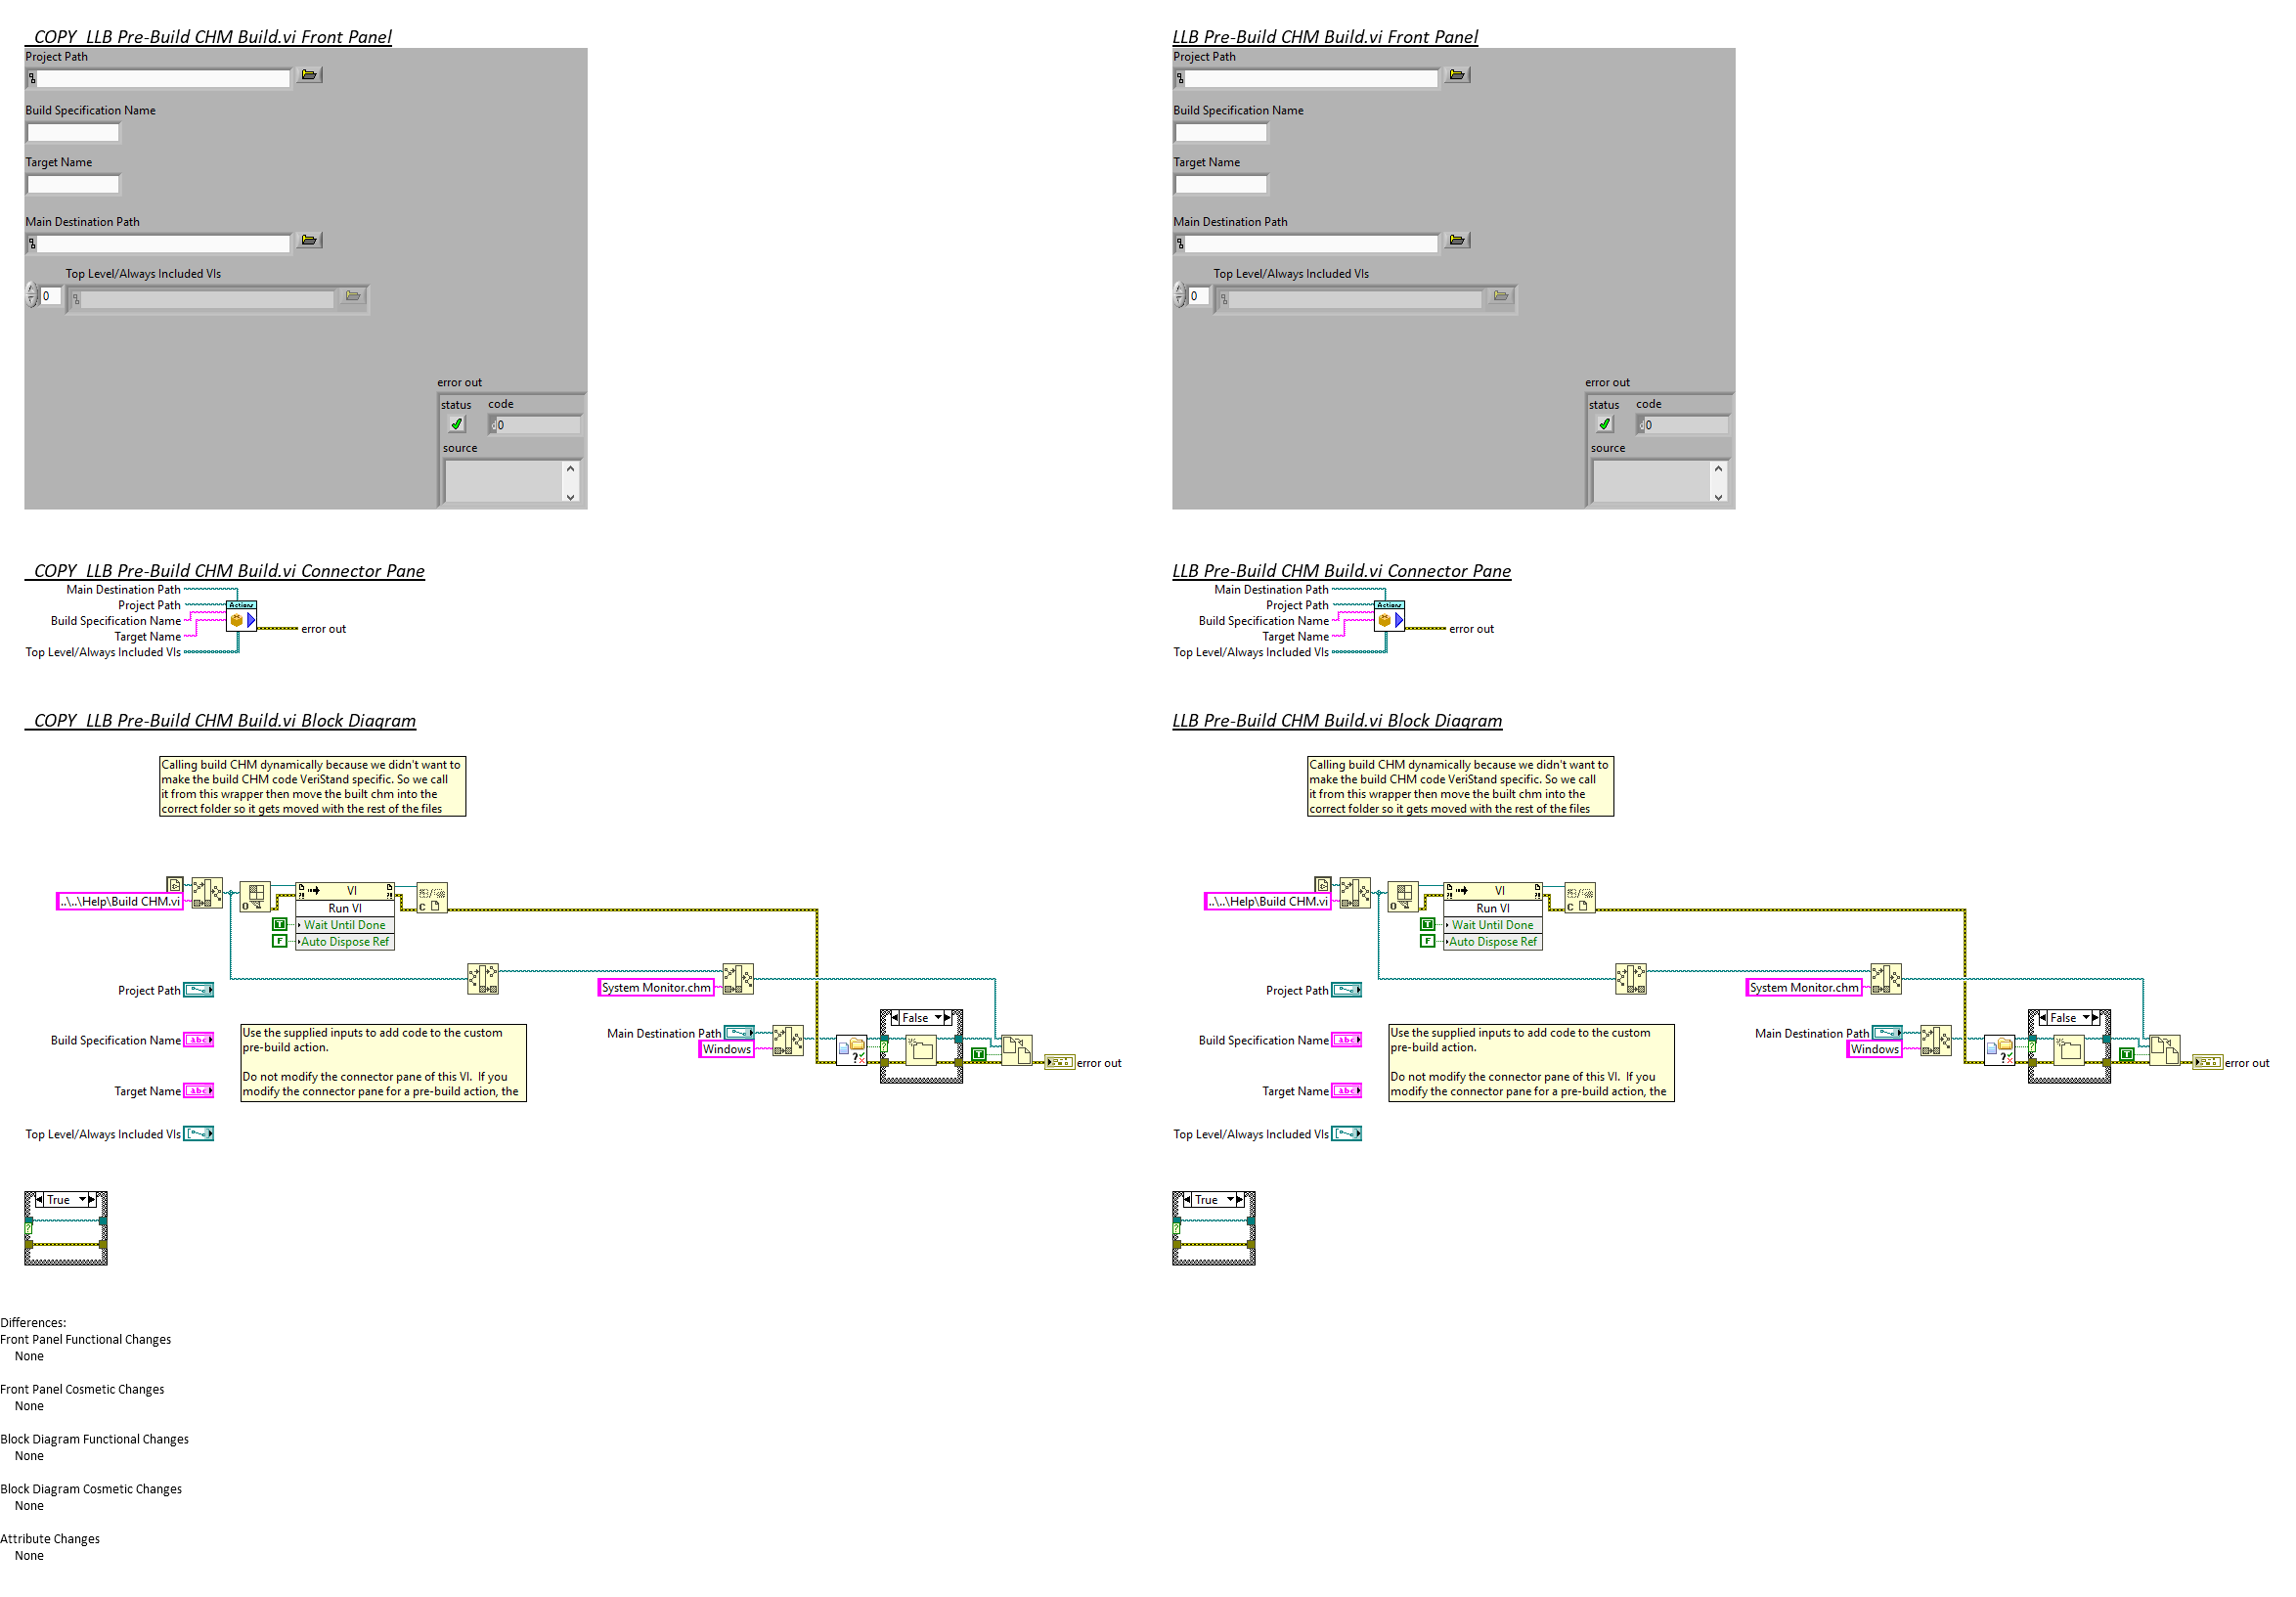 _COPY_LLB Pre-Build CHM Build.vi Front Panel
Project Path
Build Specification Name
Target Name
Main Destination Path
Top Level/Always Included VIs
0
error out
status code
0
source
_COPY_LLB Pre-Build CHM Build.vi Connector Pane
Main Destination Path
Project Path
Actions
Build Specification Name
Target Name
error out
Top Level/Always Included VIs
_COPY_LLB Pre-Build CHM Build.vi Block Diagram
Calling build CHM dynamically because we didn't want to
make the build CHM code VeriStand specific. So we call
it from this wrapper then move the built chm into the
correct folder so it gets moved with the rest of the files
..\..\Help\Build CHM.vi
VI
Run VI
T Wait Until Done
F Auto Dispose Ref
Project Path
System Monitor.chm
Build Specification Name
abc
Use the supplied inputs to add code to the custom
pre-build action.
Do not modify the connector pane of this VI.  If you
modify the connector pane for a pre-build action, the
Main Destination Path
Windows
False
T
error out
Target Name
abc
Top Level/Always Included VIs
True
LLB Pre-Build CHM Build.vi Front Panel
Project Path
Build Specification Name
Target Name
Main Destination Path
Top Level/Always Included VIs
0
error out
status code
0
source
LLB Pre-Build CHM Build.vi Connector Pane
Main Destination Path
Project Path
Actions
Build Specification Name
Target Name
error out
Top Level/Always Included VIs
LLB Pre-Build CHM Build.vi Block Diagram
Calling build CHM dynamically because we didn't want to
make the build CHM code VeriStand specific. So we call
it from this wrapper then move the built chm into the
correct folder so it gets moved with the rest of the files
..\..\Help\Build CHM.vi
VI
Run VI
T Wait Until Done
F Auto Dispose Ref
Project Path
System Monitor.chm
Build Specification Name
abc
Use the supplied inputs to add code to the custom
pre-build action.
Do not modify the connector pane of this VI.  If you
modify the connector pane for a pre-build action, the
Main Destination Path
Windows
False
T
error out
Target Name
abc
Top Level/Always Included VIs
True
Differences:
Front Panel Functional Changes
None
Front Panel Cosmetic Changes
None
Block Diagram Functional Changes
None
Block Diagram Cosmetic Changes
None
Attribute Changes
None